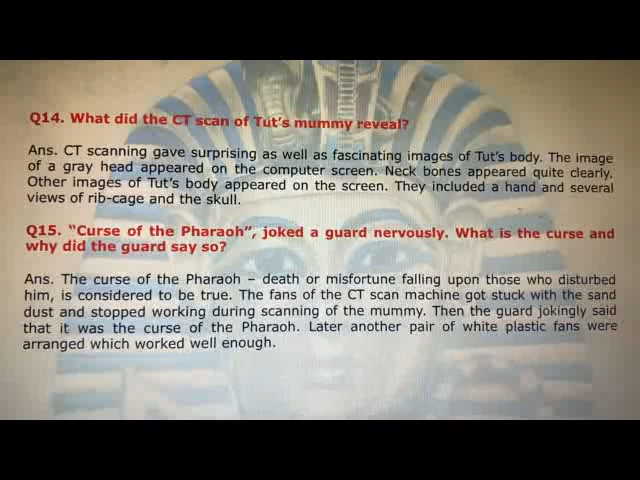 Q14. What did the CT scan of Tut's mummy reveal?
Ans. CT scanning gave surprising as well as fascinating images of Tut's body. The image
of a gray head appeared on the computer screen. Neck bones appeared quite clearly.
Other images of Tut's body appeared on the screen. They included a hand and several
views of rib-cage and the skull.
Q15. "Curse of the Pharaoh", joked a guard nervously. What is the curse and
why did the guard say so?
Ans. The curse of the Pharaoh – death or misfortune falling upon those who disturbed
him, is considered to be true. The fans of the CT scan machine got stuck with the sand
dust and stopped working during scanning of the mummy. Then the guard jokingly said
that it was the curse of the Pharaoh. Later another pair of white plastic fans were
arranged which worked well enough.